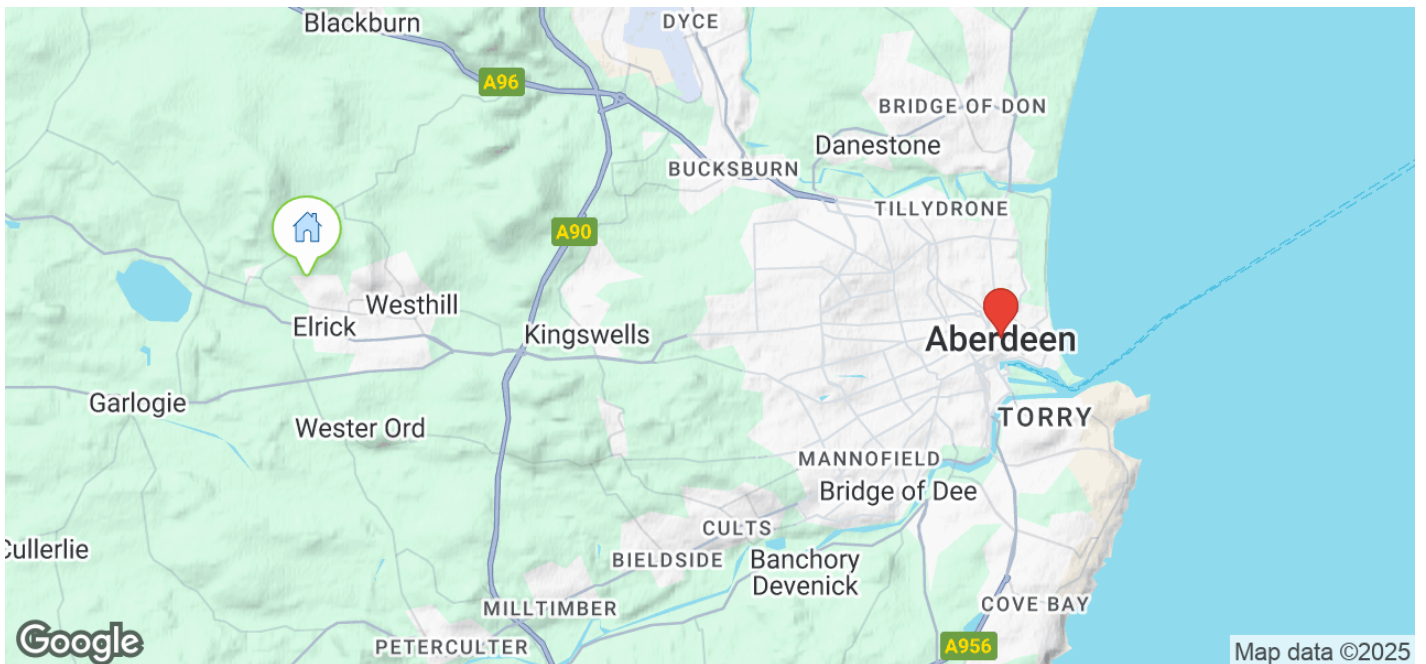 Blackburn
DYCE
A96
BRIDGE OF DON
Danestone
BUCKSBURN
TILLYDRONE
A90
Westhill
Elrick
Kingswells
Aberdeen
Garlogie
Wester Ord
TORRY
MANNOFIELD
Bridge of Dee
CULTS
Cullerlie
BIELDSIDE
Banchory
Devenick
MILLTIMBER
COVE BAY
PETERCULTER
A956
Google
Map data ©2025